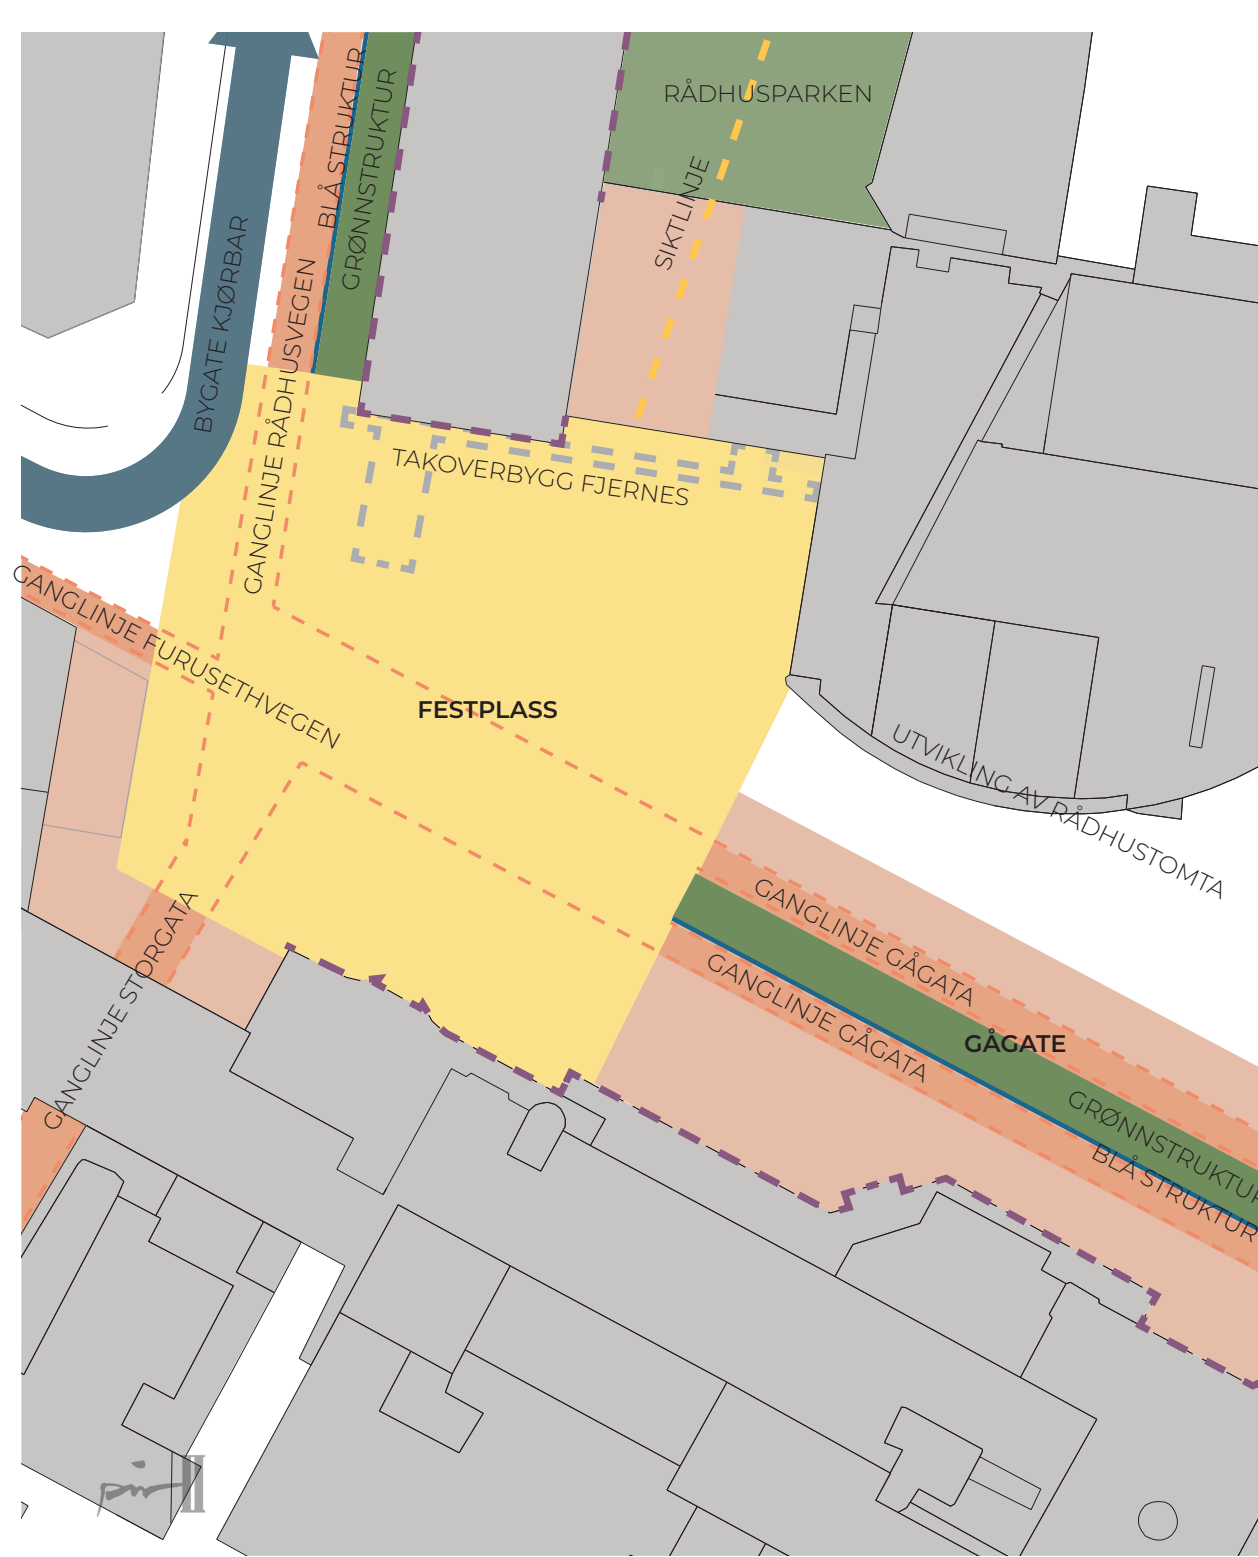 RÅDHUSPARKEN
BLÅ STRUKTUR
GRØNNSTRUKTUR
SIKTLINJE
BYGATE KJØRBAR
GANGLINJE RÅDHUSVEGEN
TAKOVERBYGG FJERNES
GANGLINJE FURUSETHVEGEN
FESTPLASS
UTVIKLING AV RÅDHUSTOMTA
GANGLINJE GÅGATA
GANGLINJE GÅGATA
GÅGATE
GANGLINJE STORGATA
GRØNNSTRUKTUR
BLÅ STRUKTUR